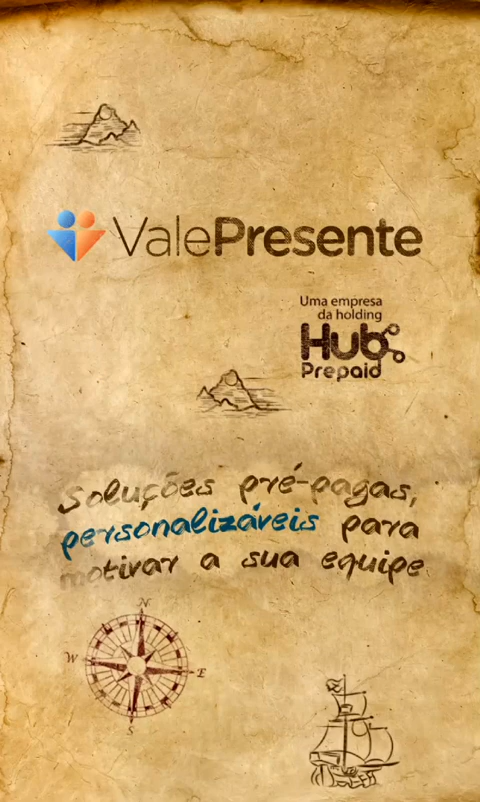 ValePresente
Uma empresa
da holding
Hub
Prepaid
Soluções pré-pagas,
personalizáveis para
motivar a sua equipe
N
W
E
S